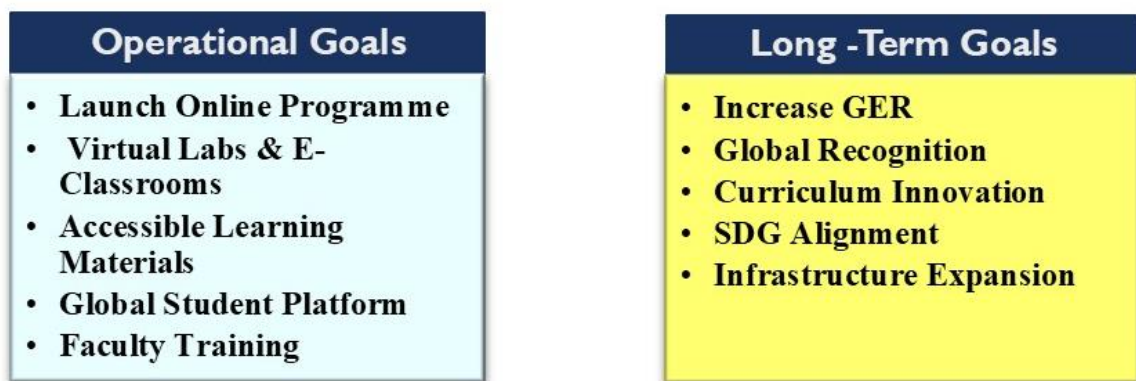 Operational Goals
• Launch Online Programme
• Virtual Labs & E-
Classrooms
• Accessible Learning
Materials
• Global Student Platform
• Faculty Training
Long -Term Goals
• Increase GER
• Global Recognition
• Curriculum Innovation
• SDG Alignment
• Infrastructure Expansion